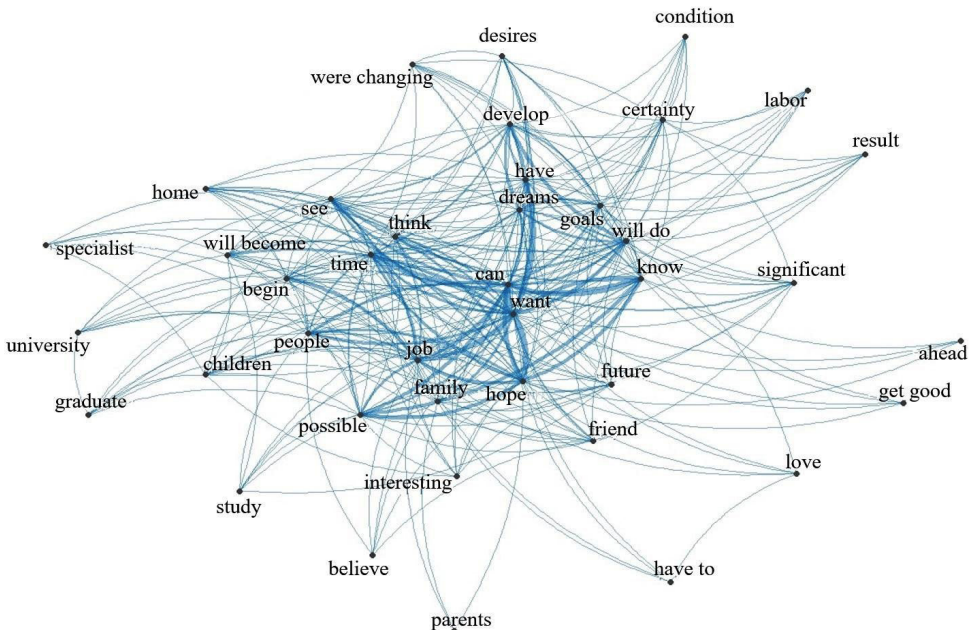 condition
desires
were changing
labor
certainty
develop
result
have
home
dreams
see
goals
think
will do
specialist
will become
time
know
significant
can
begin
want
university
people
job
ahead
children
future
family
get good
hope
graduate
possible
friend
love
interesting
study
believe
have to
parents